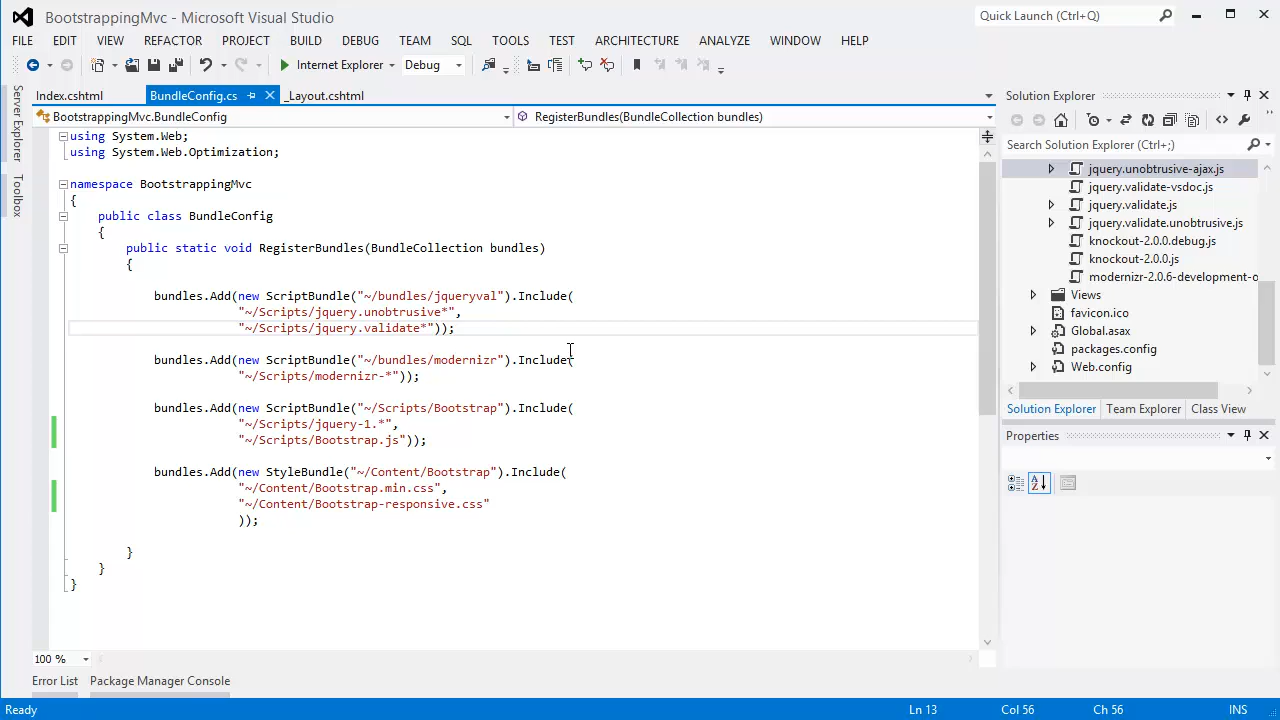 BootstrappingMvc - Microsoft Visual Studio
Quick Launch (Ctrl+Q)
FILE EDIT VIEW REFACTOR PROJECT BUILD DEBUG TEAM SQL TOOLS TEST ARCHITECTURE ANALYZE WINDOW HELP
Internet Explorer Debug
Server Explorer
Toolbox
Index.cshtml BundleConfig.cs _Layout.cshtml
BootstrappingMvc.BundleConfig RegisterBundles(BundleCollection bundles)
using System.Web;
using System.Web.Optimization;
namespace BootstrappingMvc
{
public class BundleConfig
{
public static void RegisterBundles(BundleCollection bundles)
{
bundles.Add(new ScriptBundle("~/bundles/jqueryval").Include(
"~/Scripts/jquery.unobtrusive*",
"~/Scripts/jquery.validate*"));
bundles.Add(new ScriptBundle("~/bundles/modernizr").Include(
"~/Scripts/modernizr-*"));
bundles.Add(new ScriptBundle("~/Scripts/Bootstrap").Include(
"~/Scripts/jquery-1.*",
"~/Scripts/Bootstrap.js"));
bundles.Add(new StyleBundle("~/Content/Bootstrap").Include(
"~/Content/Bootstrap.min.css",
"~/Content/Bootstrap-responsive.css"
));
}
}
}
100 %
Error List Package Manager Console
Solution Explorer
Search Solution Explorer (Ctrl+;)
jquery.unobtrusive-ajax.js
jquery.validate-vsdoc.js
jquery.validate.js
jquery.validate.unobtrusive.js
knockout-2.0.0.debug.js
knockout-2.0.0.js
modernizr-2.0.6-development-o
Views
favicon.ico
Global.asax
packages.config
Web.config
Solution Explorer Team Explorer Class View
Properties
Ready Ln 13 Col 56 Ch 56 INS